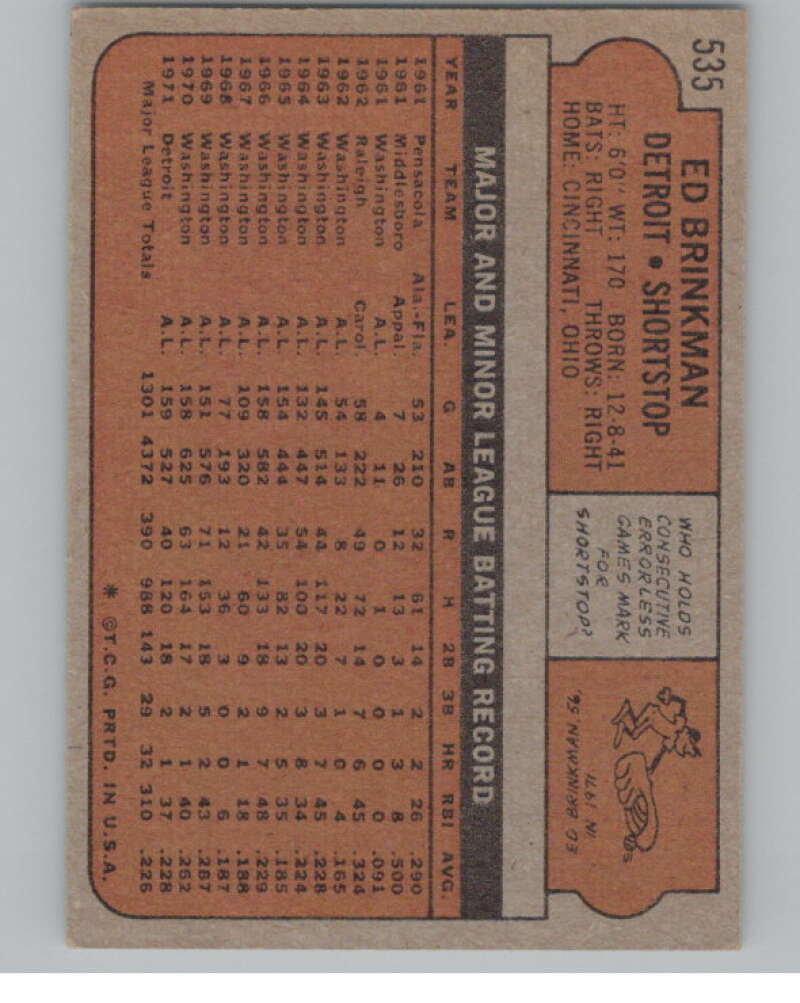 535
ED BRINKMAN
DETROIT • SHORTSTOP
HT: 6'0" WT: 170 BORN: 12-8-41
BATS: RIGHT THROWS: RIGHT
HOME: CINCINNATI, OHIO
WHO HOLDS
CONSECUTIVE
ERRORLESS
GAMES MARK
FOR
SHORTSTOP?
ED BRINKMAN, 56,
IN 1971
MAJOR AND MINOR LEAGUE BATTING RECORD
YEAR TEAM LEA. G AB R H 2B 3B HR RBI AVG.
1961 Pensacola Ala.-Fla. 53 210 32 61 14 2 2 26 .290
1961 Middlesboro Appal 7 26 12 13 3 1 3 8 .500
1961 Washington A.L. 4 11 0 1 0 0 0 0 .091
1962 Raleigh Carol 58 222 49 72 14 7 6 45 .324
1962 Washington A.L. 54 133 8 22 7 1 0 4 .165
1963 Washington A.L. 145 514 44 117 20 3 7 45 .228
1964 Washington A.L. 132 447 54 100 20 3 8 34 .224
1965 Washington A.L. 154 444 35 82 13 2 5 35 .185
1966 Washington A.L. 158 582 42 133 18 9 7 48 .229
1967 Washington A.L. 109 320 21 60 9 2 1 18 .188
1968 Washington A.L. 77 193 12 36 3 0 0 6 .187
1969 Washington A.L. 151 576 71 153 18 5 2 43 .267
1970 Washington A.L. 158 625 63 164 17 2 1 40 .262
1971 Detroit A.L. 159 527 40 120 18 2 1 37 .228
Major League Totals 1301 4372 390 988 143 29 32 310 .226
* ©T.C.G. PRTD. IN U.S.A.